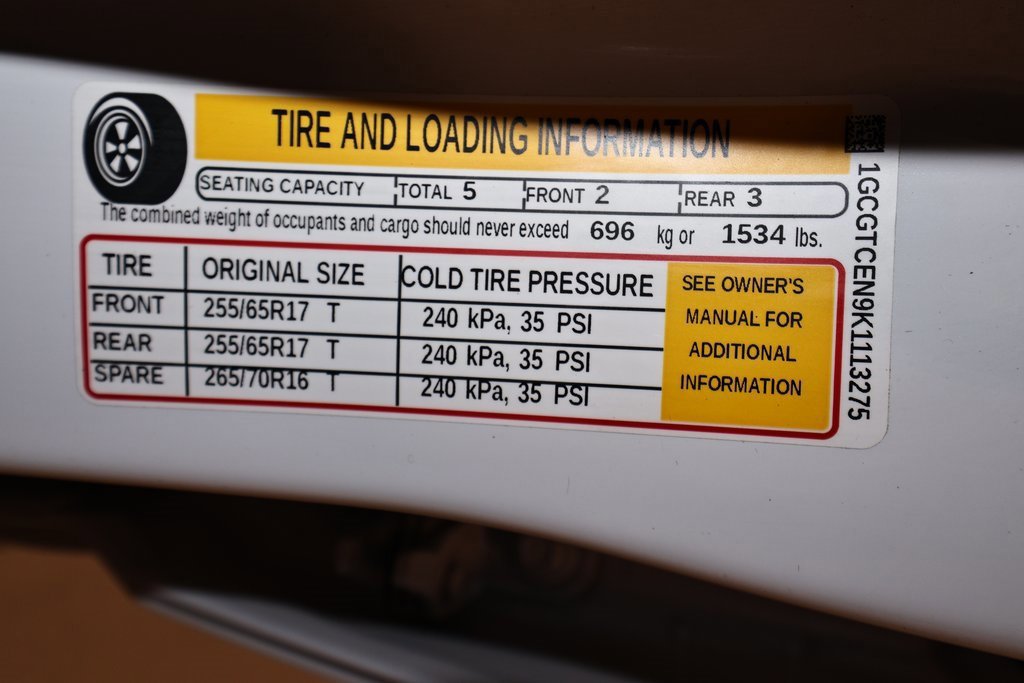 TIRE AND LOADING INFORMATION
SEATING CAPACITY TOTAL 5 FRONT 2 REAR 3
The combined weight of occupants and cargo should never exceed 696 kg or 1534 lbs.
TIRE ORIGINAL SIZE COLD TIRE PRESSURE
FRONT 255/65R17 T 240 kPa, 35 PSI
REAR 255/65R17 T 240 kPa, 35 PSI
SPARE 265/70R16 T 240 kPa, 35 PSI
SEE OWNER'S
MANUAL FOR
ADDITIONAL
INFORMATION
1GCGTCEN9K1113275